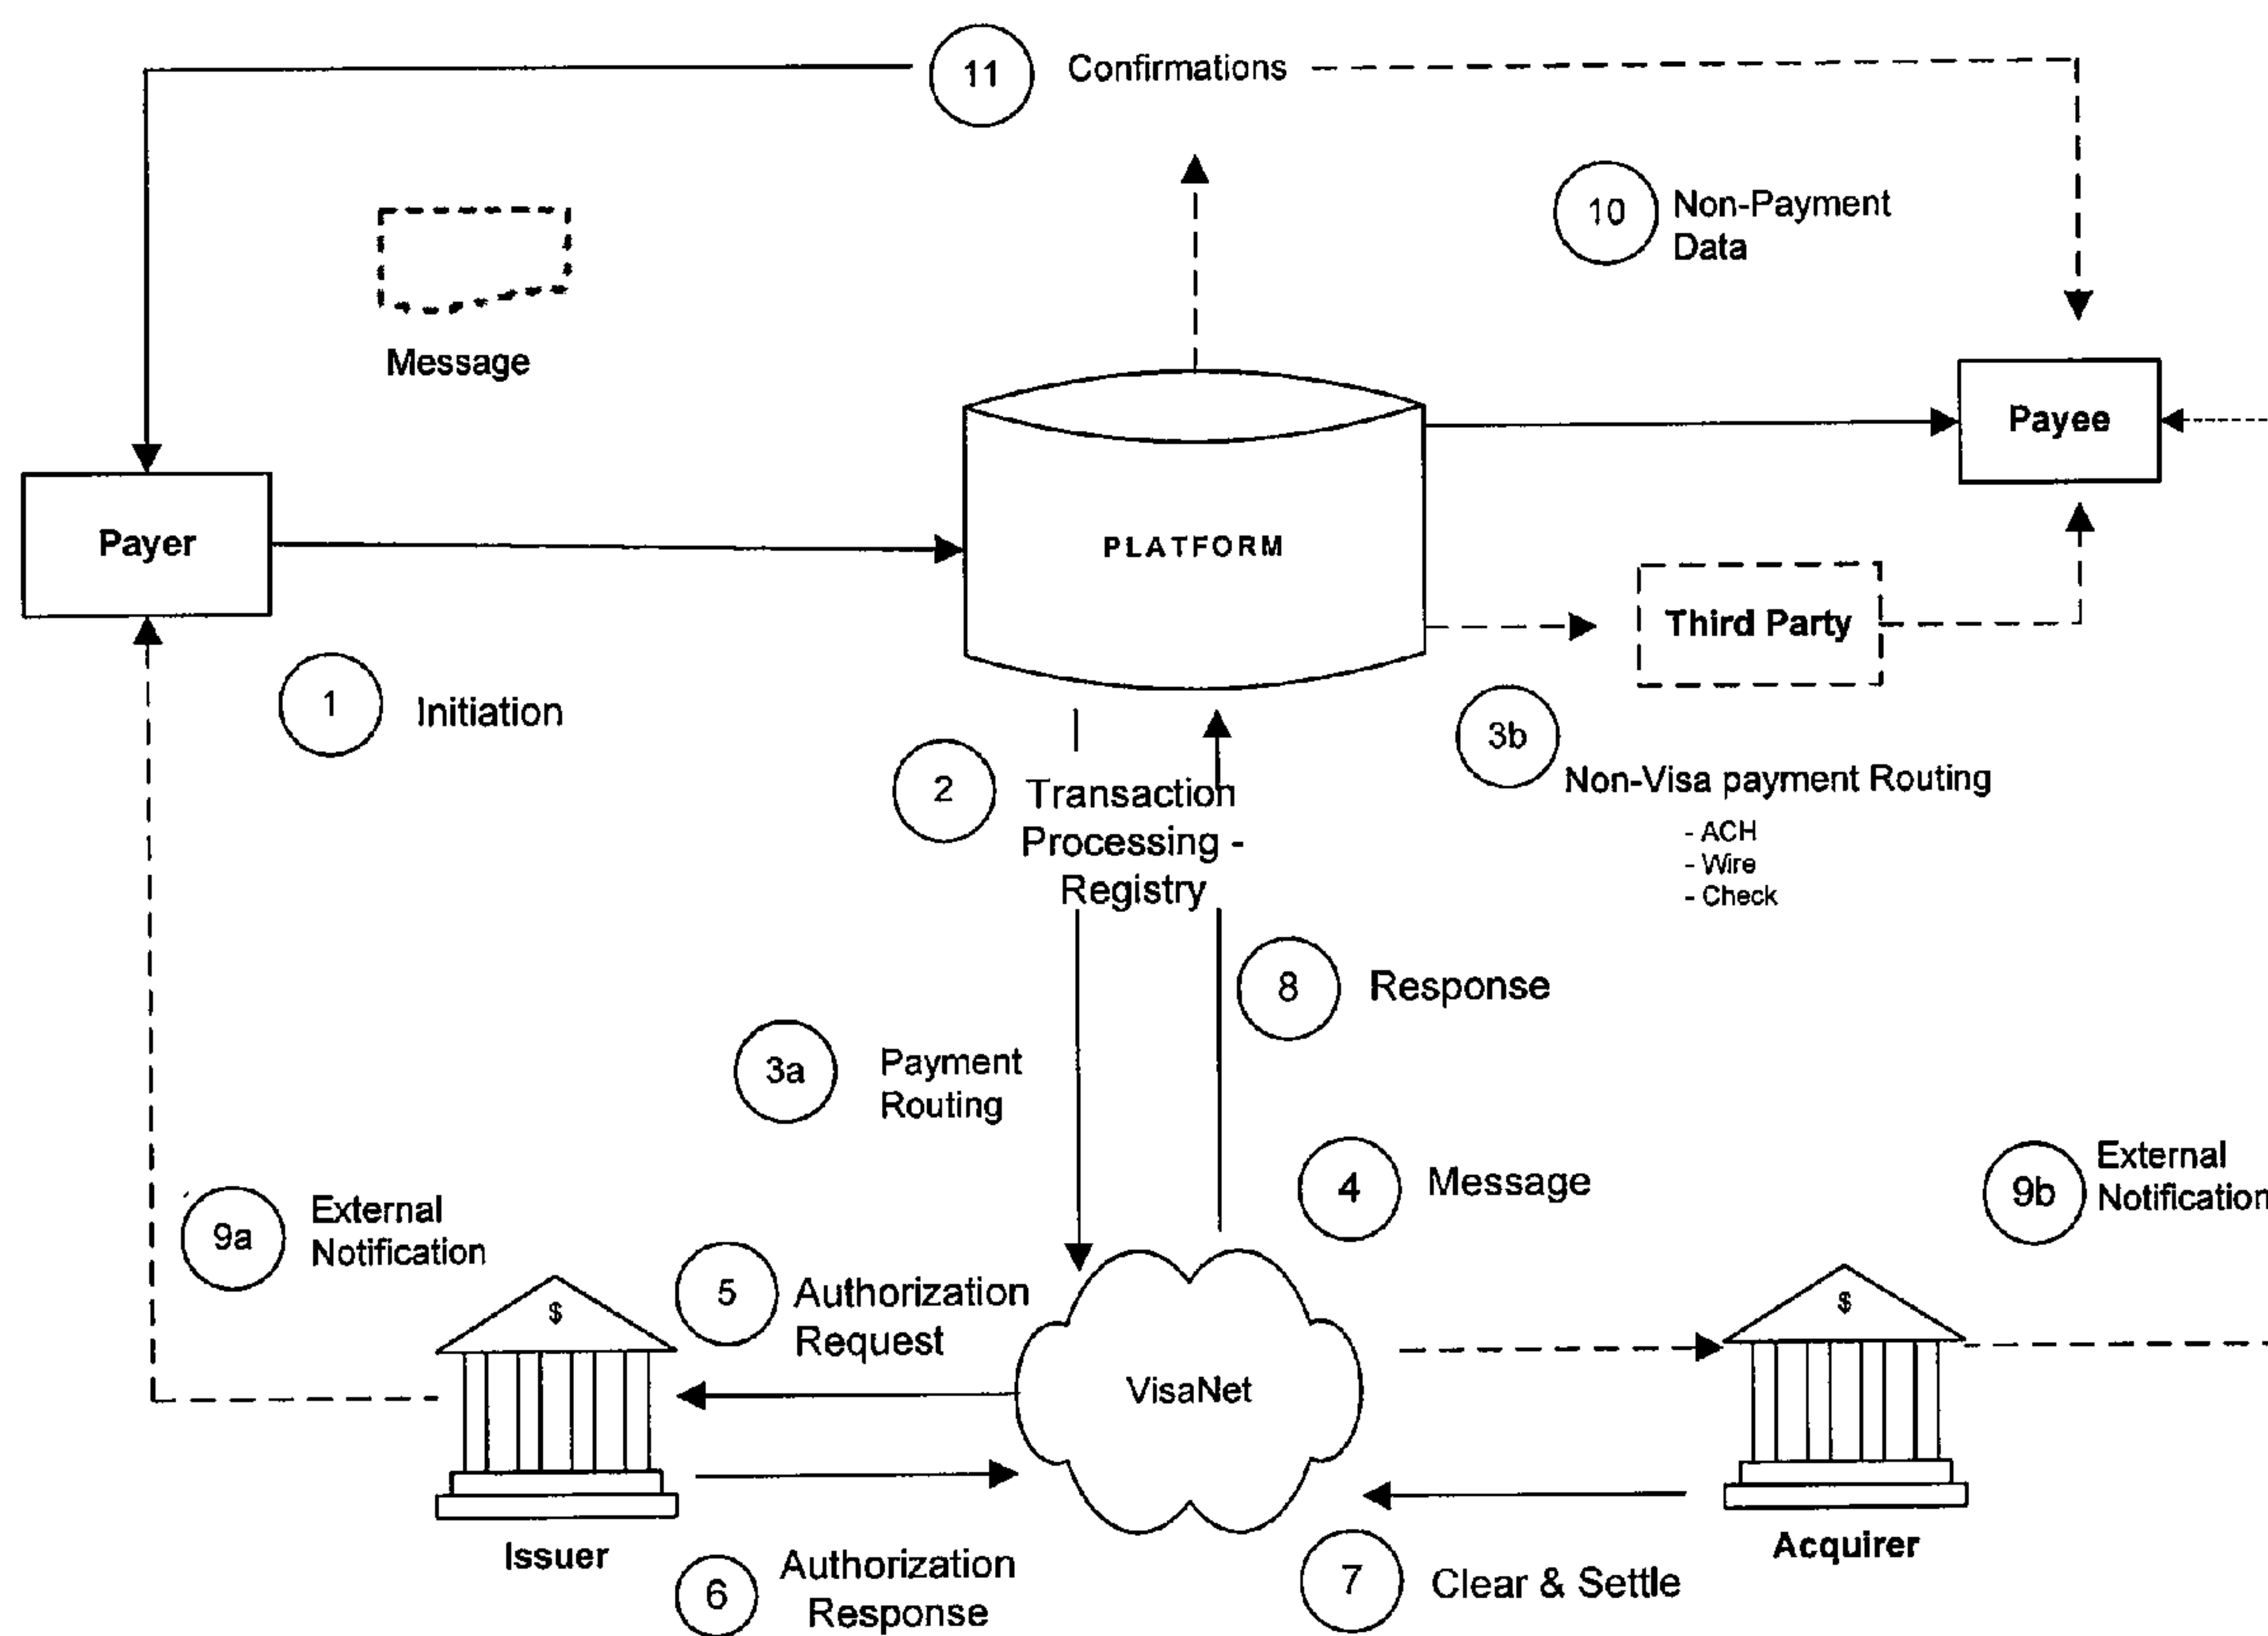 11 Confirmations
10 Non-Payment
Data
Message
Payee
Payer
PLATFORM
Third Party
1 Initiation
3b
2 Transaction
Processing -
Registry
Non-Visa payment Routing
- ACH
- Wire
- Check
8 Response
3a Payment
Routing
4 Message
9b External
Notification
9a External
Notification
5 Authorization
Request
$
$
VisaNet
Issuer
Acquirer
6 Authorization
Response
7 Clear & Settle